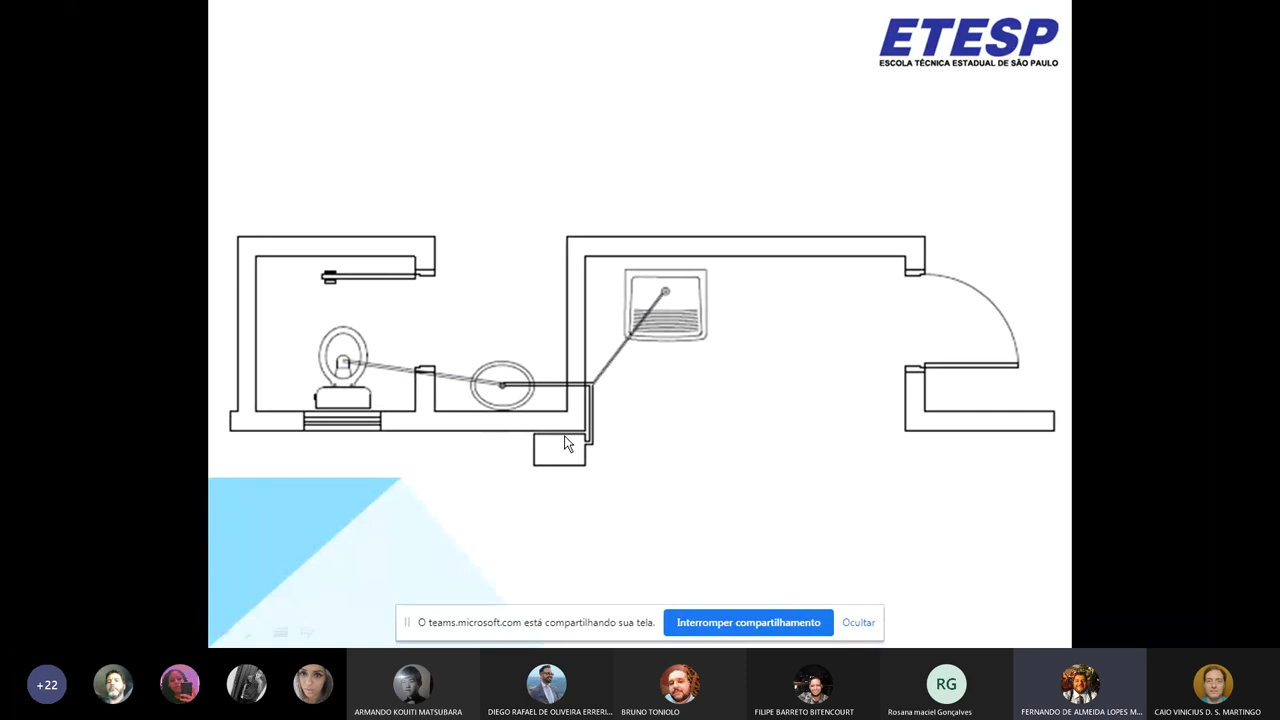 ETESP
ESCOLA TÉCNICA ESTADUAL DE SÃO PAULO
O teams.microsoft.com está compartilhando sua tela.
Interromper compartilhamento
Ocultar
+22
ARMANDO KOUITI MATSUBARA
DIEGO RAFAEL DE OLIVEIRA ERRERI...
BRUNO TONIOLO
FILIPE BARRETO BITENCOURT
RG
Rosana maciel Gonçalves
FERNANDO DE ALMEIDA LOPES M...
CAIO VINICIUS D. S. MARTINGO